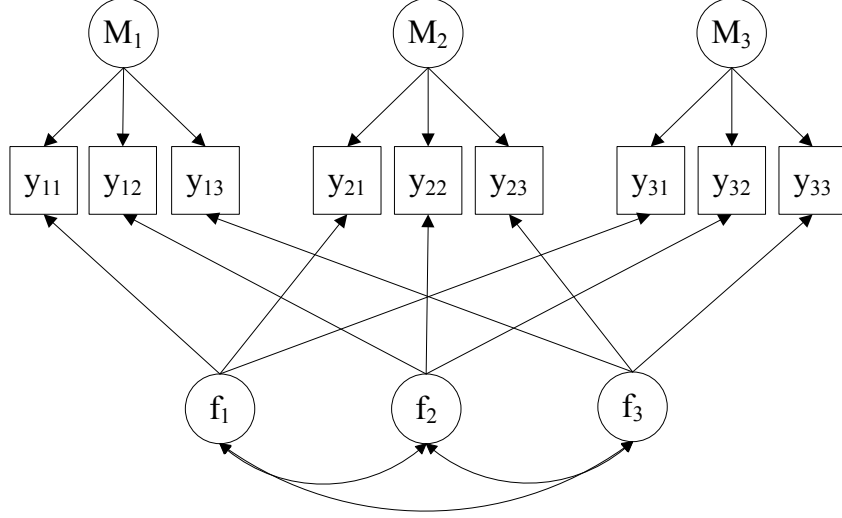 M₁ M₂ M₃
y₁₁ y₁₂ y₁₃ y₂₁ y₂₂ y₂₃ y₃₁ y₃₂ y₃₃
f₁ f₂ f₃